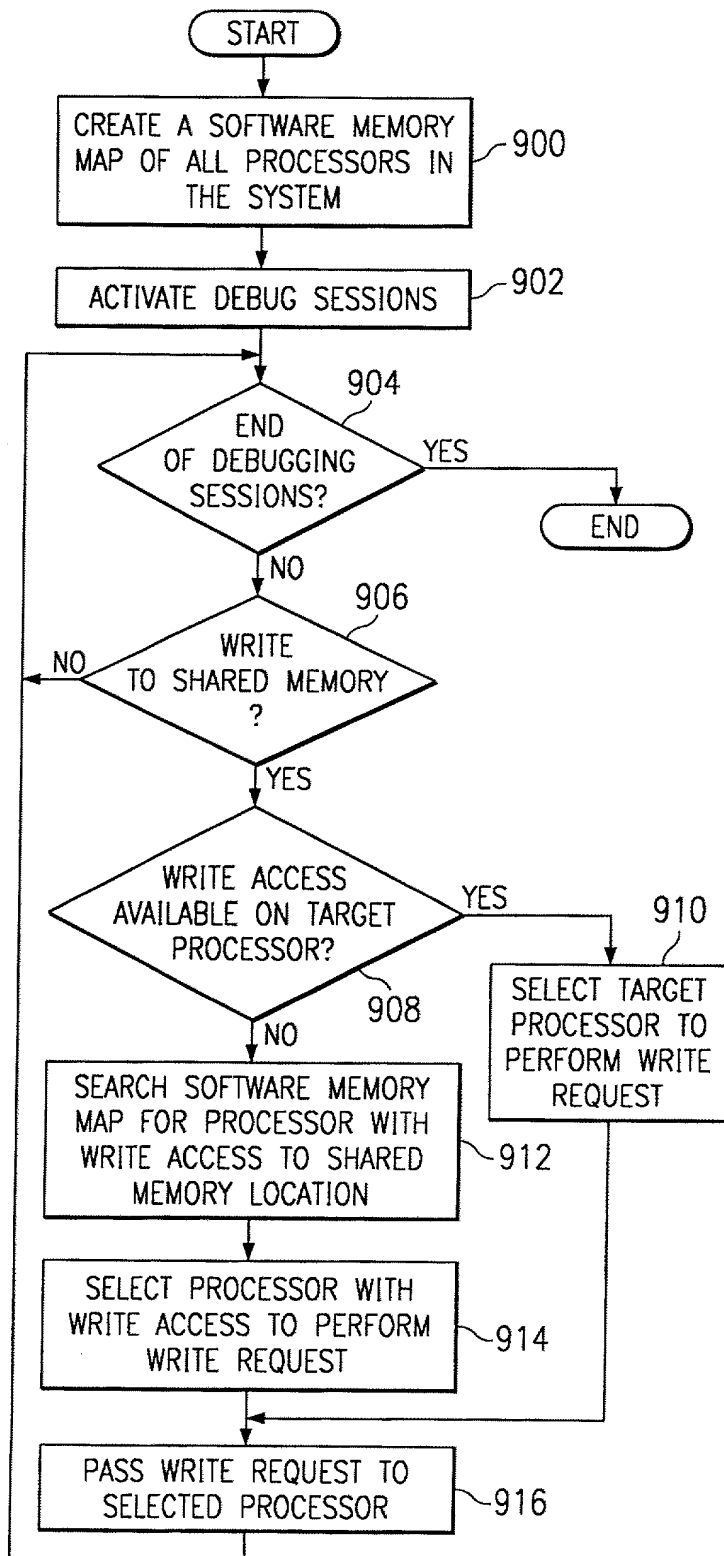 START
CREATE A SOFTWARE MEMORY
MAP OF ALL PROCESSORS IN
THE SYSTEM
900
ACTIVATE DEBUG SESSIONS
902
904
END
OF DEBUGGING
SESSIONS?
YES
END
NO
906
WRITE
TO SHARED MEMORY
?
NO
YES
WRITE ACCESS
AVAILABLE ON TARGET
PROCESSOR?
YES
908
910
SELECT TARGET
PROCESSOR TO
PERFORM WRITE
REQUEST
NO
SEARCH SOFTWARE MEMORY
MAP FOR PROCESSOR WITH
WRITE ACCESS TO SHARED
MEMORY LOCATION
912
SELECT PROCESSOR WITH
WRITE ACCESS TO PERFORM
WRITE REQUEST
914
PASS WRITE REQUEST TO
SELECTED PROCESSOR
916